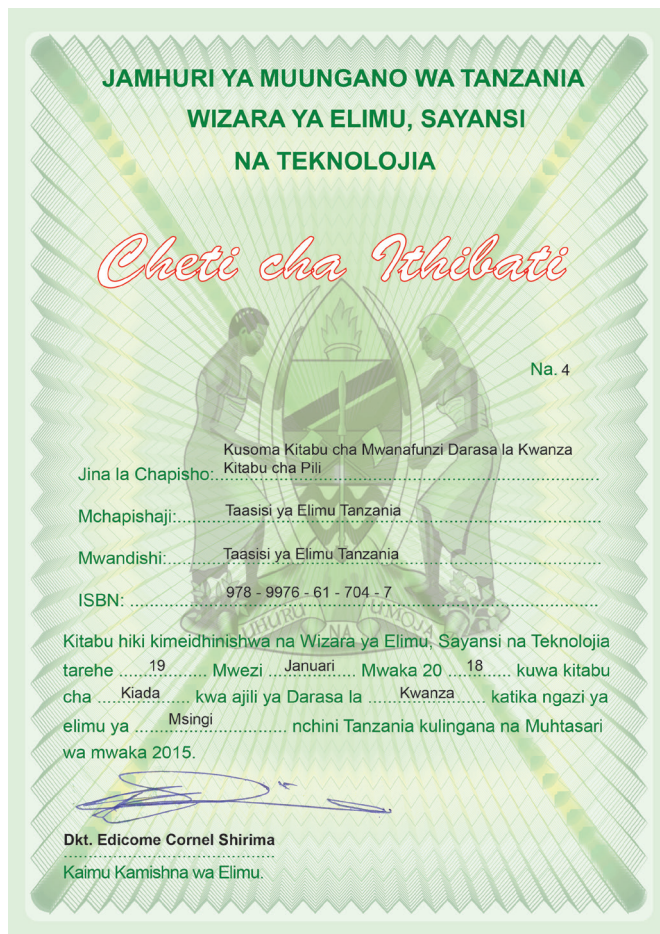 JAMHURI YA MUUNGANO WA TANZANIA
WIZARA YA ELIMU, SAYANSI
NA TEKNOLOJIA
Cheti cha Ithibati
Na. 4
Kusoma Kitabu cha Mwanafunzi Darasa la Kwanza
Jina la Chapisho: Kitabu cha Pili
Mchapishaji: Taasisi ya Elimu Tanzania
Mwandishi: Taasisi ya Elimu Tanzania
ISBN: 978 - 9976 - 61 - 704 - 7
UHURU NA UMOJA
Kitabu hiki kimeidhinishwa na Wizara ya Elimu, Sayansi na Teknolojia
tarehe ......19......... Mwezi ...Januari.... Mwaka 20 ...18...... kuwa kitabu
cha ....Kiada...... kwa ajili ya Darasa la ......Kwanza...... katika ngazi ya
elimu ya ......Msingi............... nchini Tanzania kulingana na Muhtasari
wa mwaka 2015.
Dkt. Edicome Cornel Shirima
Kaimu Kamishna wa Elimu.